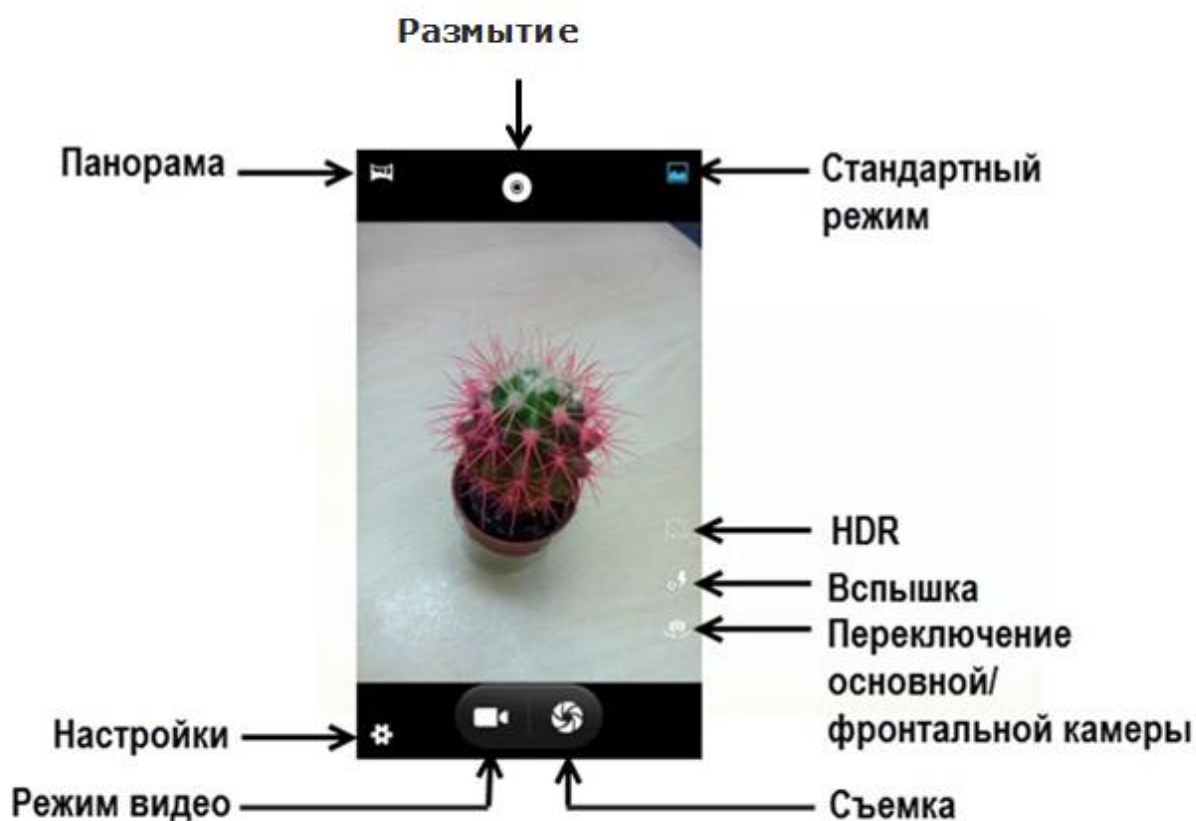 Размытие
Панорама
Стандартный
режим
HDR
Вспышка
Переключение
основной/
фронтальной камеры
Настройки
Режим видео
Съемка